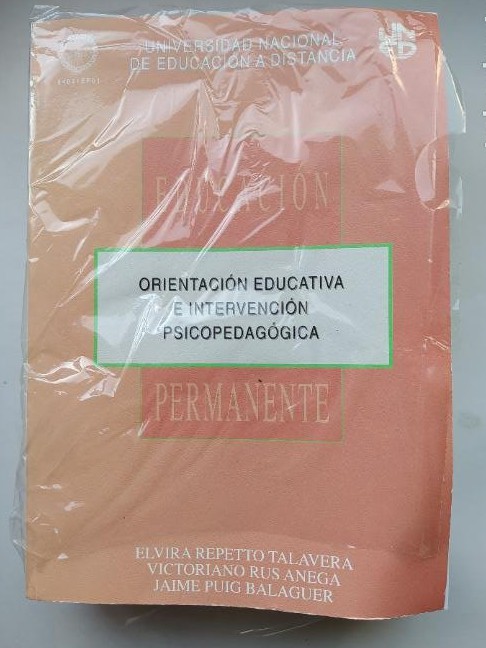 UNIVERSIDAD NACIONAL
DE EDUCACIÓN A DISTANCIA
EDUCACIÓN
ORIENTACIÓN EDUCATIVA
E INTERVENCIÓN
PSICOPEDAGÓGICA
PERMANENTE
ELVIRA REPETTO TALAVERA
VICTORIANO RUS ANEGA
JAIME PUIG BALAGUER